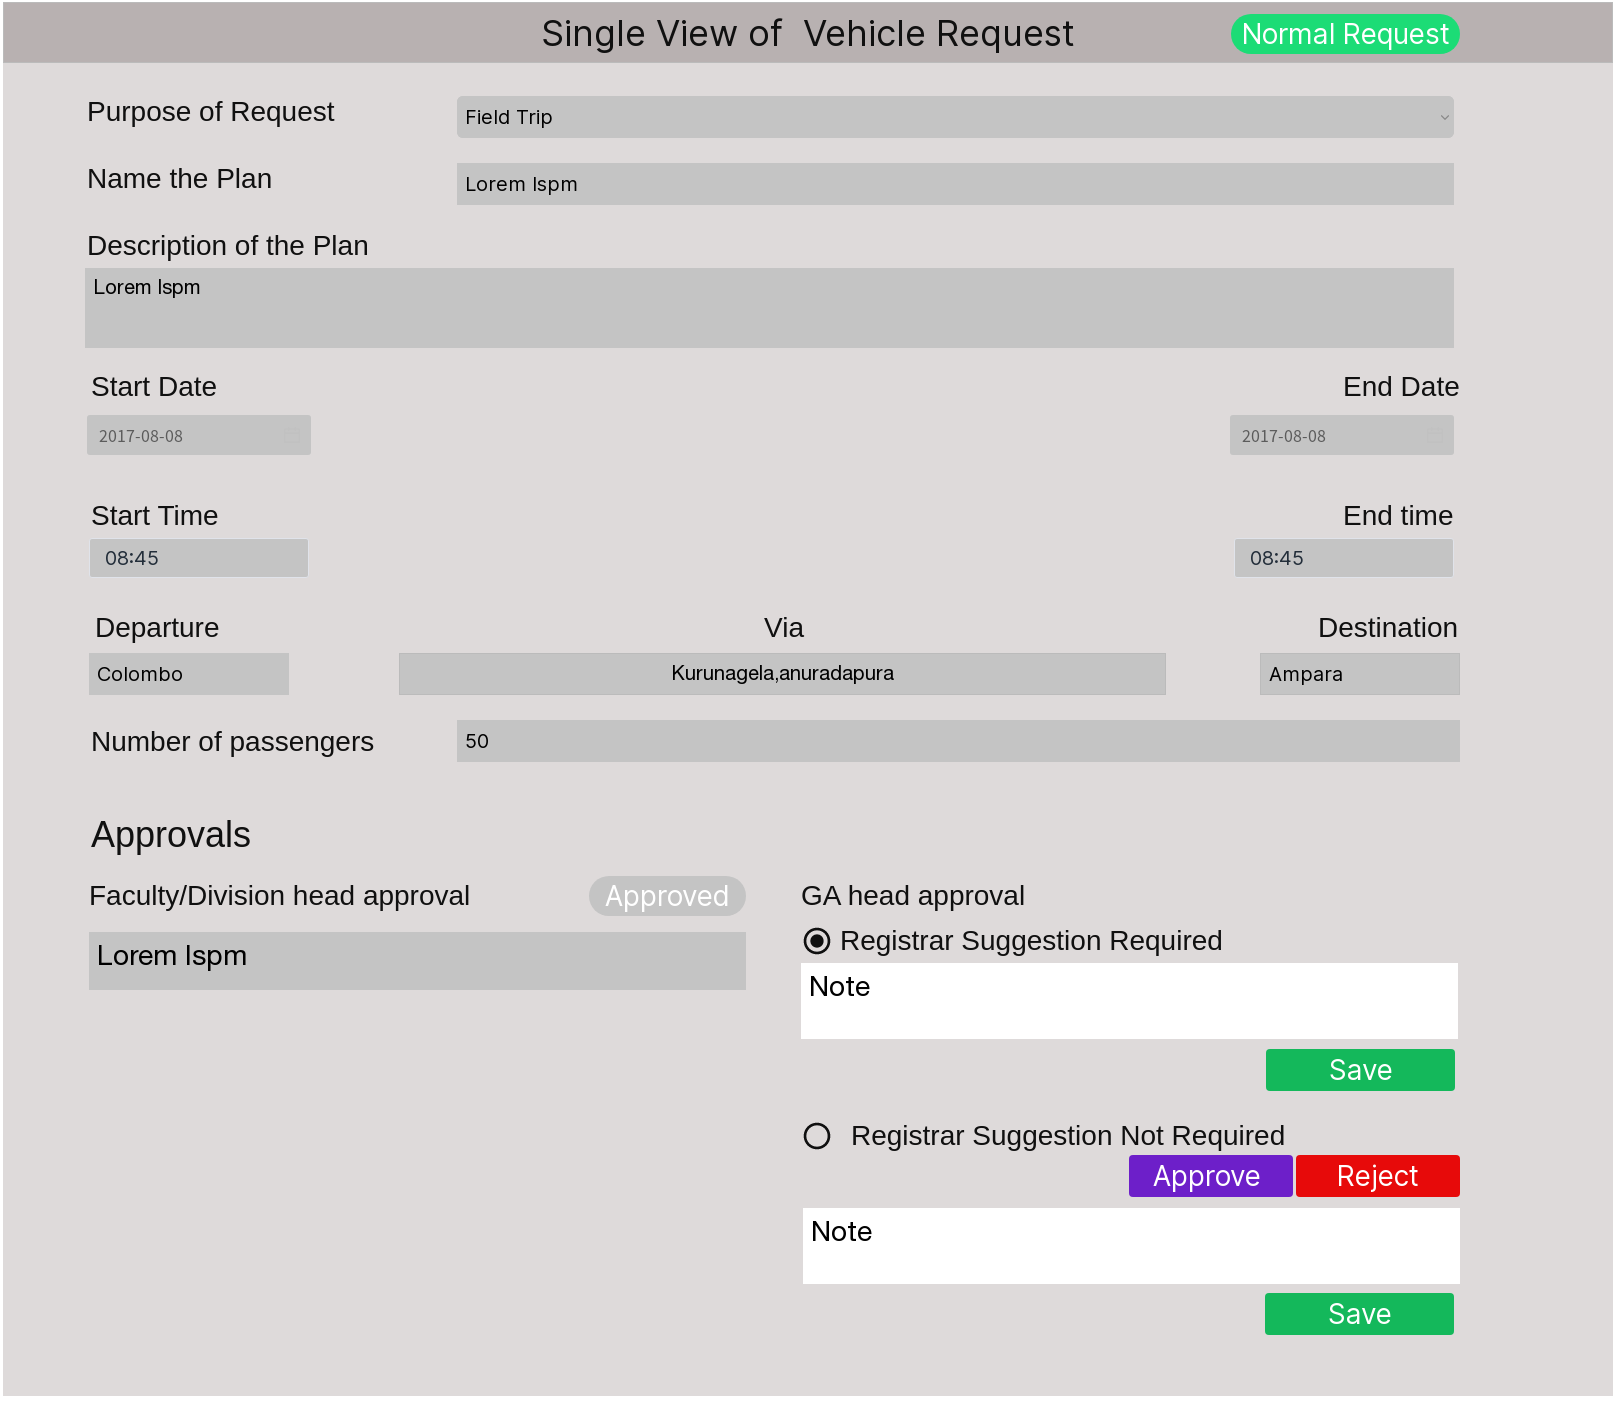 Single View of  Vehicle Request
Normal Request
Purpose of Request
Field Trip
Name the Plan
Lorem Ispm
Description of the Plan
Lorem Ispm
Start Date
End Date
2017-08-08
2017-08-08
Start Time
End time
08:45
08:45
Departure
Via
Destination
Colombo
Kurunagela,anuradapura
Ampara
Number of passengers
50
Approvals
Faculty/Division head approval
Approved
Lorem Ispm
GA head approval
Registrar Suggestion Required
Note
Save
Registrar Suggestion Not Required
Approve
Reject
Note
Save